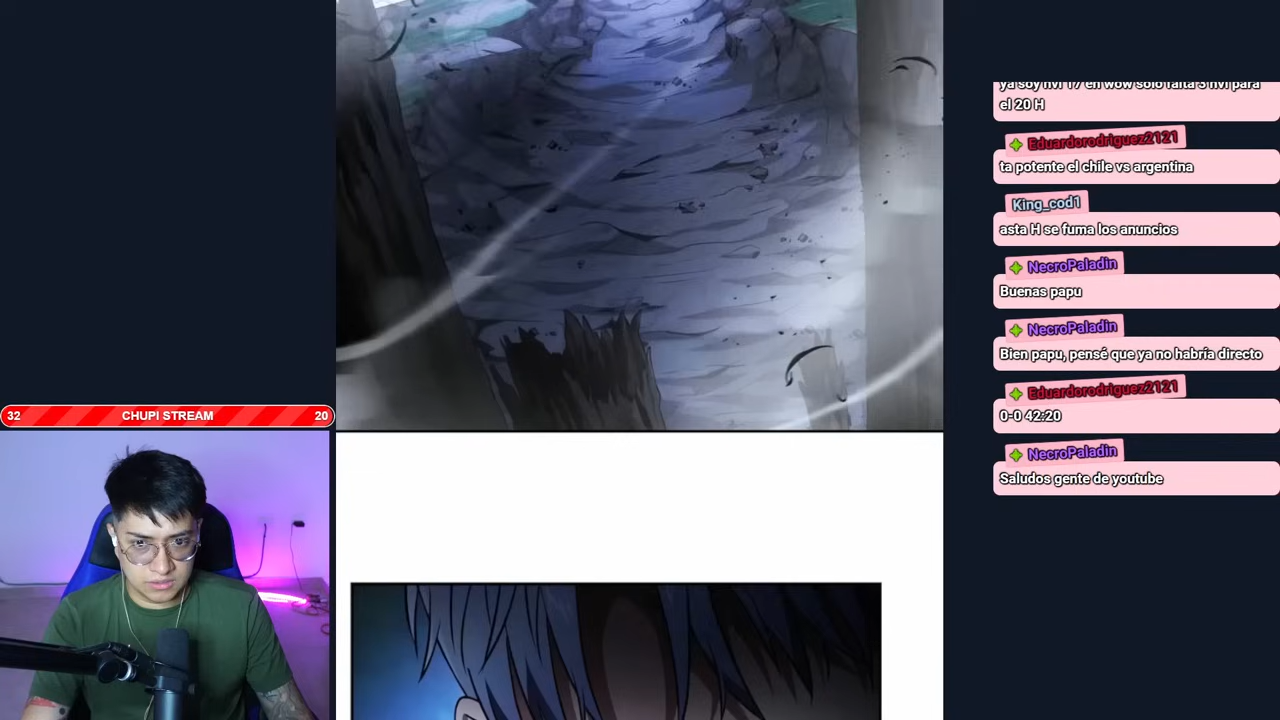 ya soy nvl 17 en wow solo falta 3 nvl para
el 20 H
Eduardorodriguez2121
ta potente el chile vs argentina
King_cod1
asta H se fuma los anuncios
NecroPaladin
Buenas papu
NecroPaladin
Bien papu, pensé que ya no habría directo
Eduardorodriguez2121
0-0 42:20
NecroPaladin
Saludos gente de youtube
32 CHUPI STREAM 20